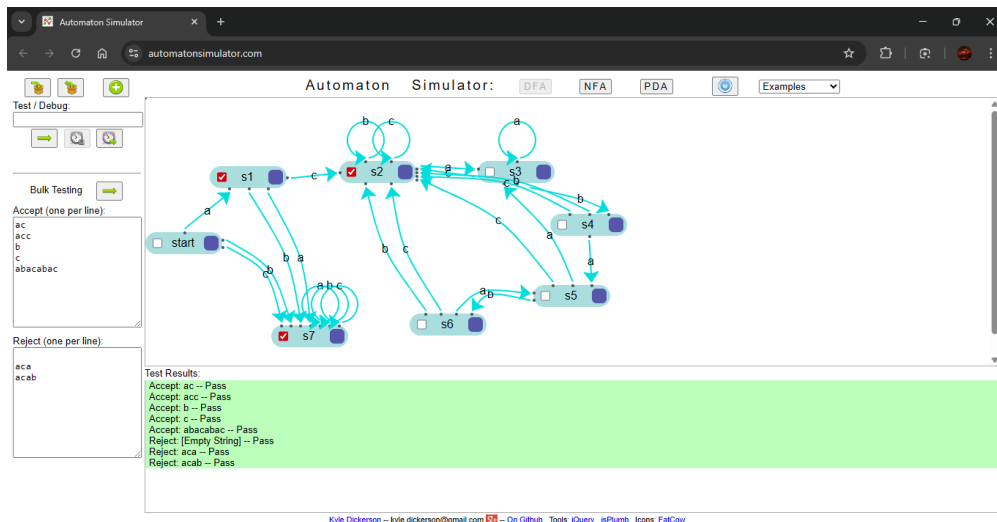 Automaton Simulator
automatonsimulator.com
Automaton Simulator:
DFA
NFA
PDA
Examples
Test / Debug:
Bulk Testing
Accept (one per line):
ac
acc
b
c
abacabac
Reject (one per line):
aca
acab
b
c
a
s1
c
s2
a
b
s3
c
b
b
s4
a
start
c
a
b
a
b
c
b
c
a
a
s5
a
b
s6
a b c
s7
Test Results:
Accept: ac -- Pass
Accept: acc -- Pass
Accept: b -- Pass
Accept: c -- Pass
Accept: abacabac -- Pass
Reject: [Empty String] -- Pass
Reject: aca -- Pass
Reject: acab -- Pass
Kyle Dickerson -- kyle.dickerson@gmail.com -- On Github Tools: jQuery jsPlumb Icons: FatCow